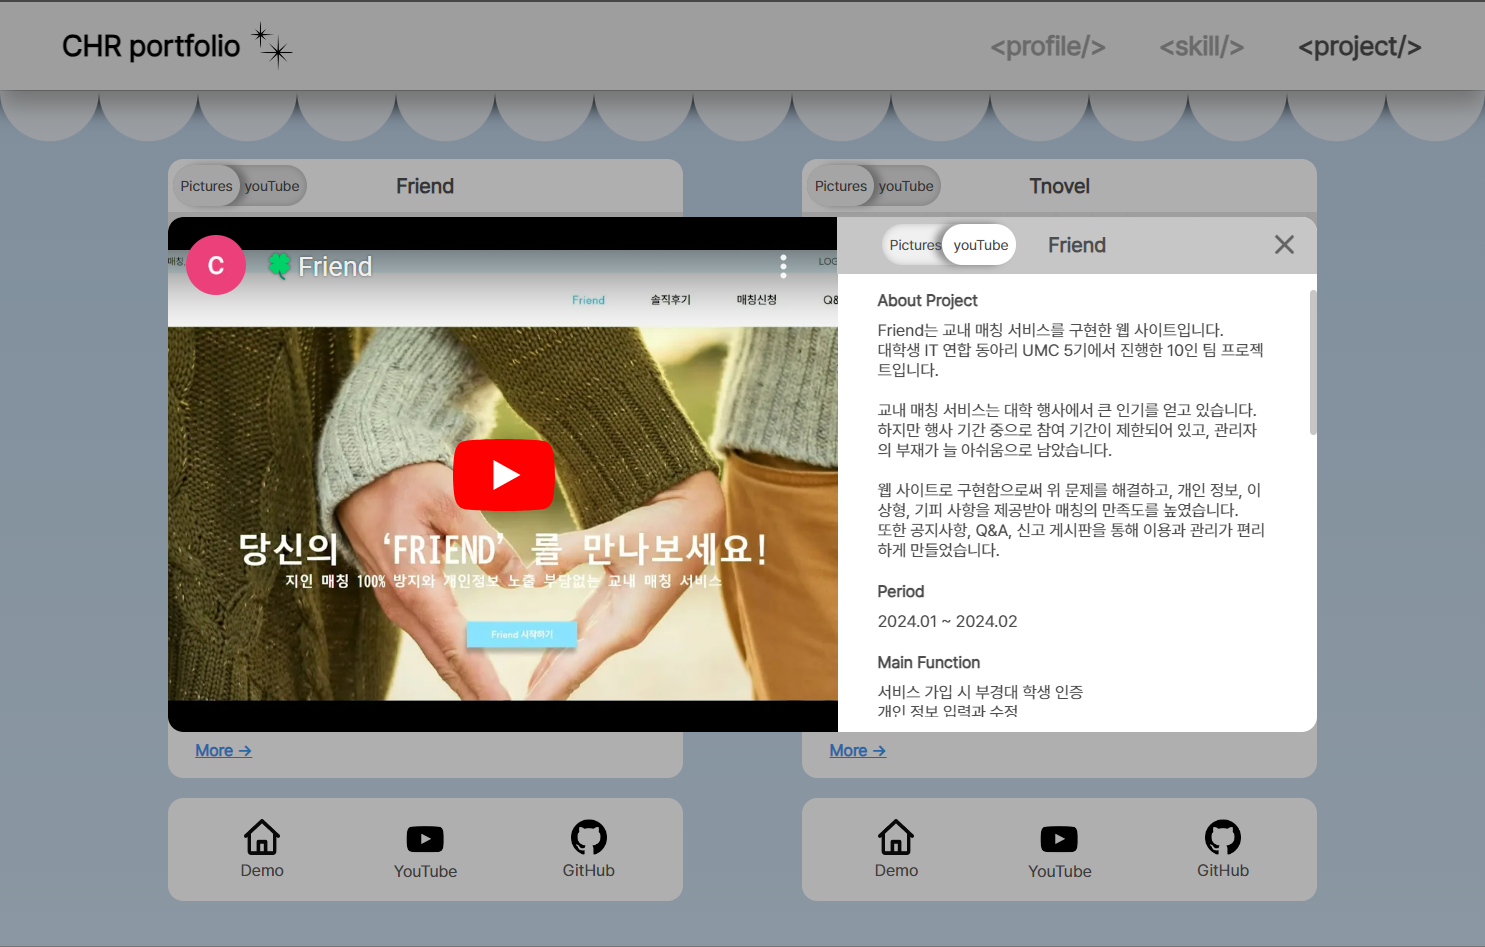 CHR portfolio
<profile/>
<skill/>
<project/>
Pictures
youTube
Friend
Pictures
youTube
Tnovel
매칭
C
🍀 Friend
LOG
Friend
솔직후기
매칭신청
Q&
당신의 ‘FRIEND’ 를 만나보세요!
지인 매칭 100% 방지와 개인정보 노출 부담없는 교내 매칭 서비스
Friend 시작하기
Pictures
youTube
Friend
About Project
Friend는 교내 매칭 서비스를 구현한 웹 사이트입니다.
대학생 IT 연합 동아리 UMC 5기에서 진행한 10인 팀 프로젝
트입니다.
교내 매칭 서비스는 대학 행사에서 큰 인기를 얻고 있습니다.
하지만 행사 기간 중으로 참여 기간이 제한되어 있고, 관리자
의 부재가 늘 아쉬움으로 남았습니다.
웹 사이트로 구현함으로써 위 문제를 해결하고, 개인 정보, 이
상형, 기피 사항을 제공받아 매칭의 만족도를 높였습니다.
또한 공지사항, Q&A, 신고 게시판을 통해 이용과 관리가 편리
하게 만들었습니다.
Period
2024.01 ~ 2024.02
Main Function
서비스 가입 시 부경대 학생 인증
개인 정보 입력과 수정
More →
More →
Demo
YouTube
GitHub
Demo
YouTube
GitHub